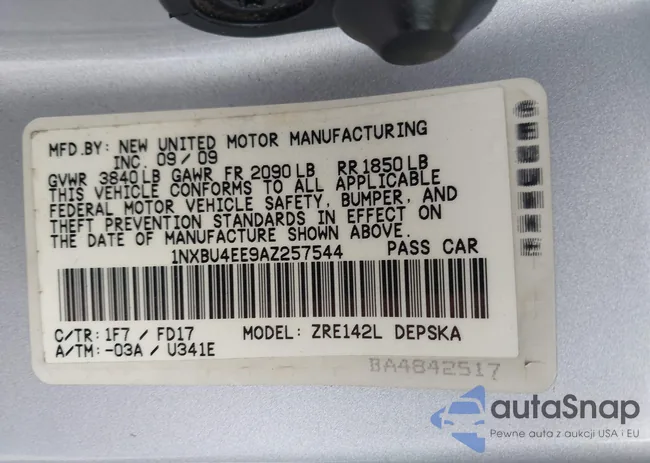 MFD.BY: NEW UNITED MOTOR MANUFACTURING
INC. 09/09
GVWR 3840LB GAWR FR 2090LB RR1850LB
THIS VEHICLE CONFORMS TO ALL APPLICABLE
FEDERAL MOTOR VEHICLE SAFETY, BUMPER, AND
THEFT PREVENTION STANDARDS IN EFFECT ON
THE DATE OF MANUFACTURE SHOWN ABOVE.
1NXBU4EE9AZ257544 PASS CAR
C/TR: 1F7 / FD17 MODEL: ZRE142L DEPSKA
A/TM: -03A / U341E
BA4842517
autaSnap
Pewne auta z aukcji USA i EU